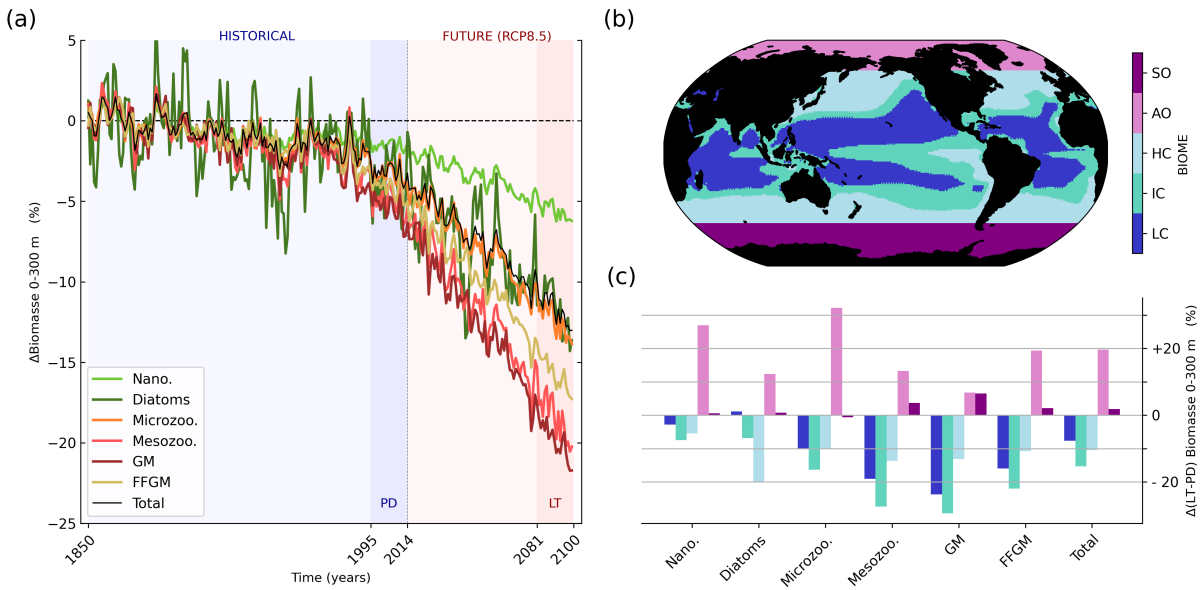 (a)
HISTORICAL
FUTURE (RCP8.5)
5
0
−5
−10
−15
−20
−25
ΔBiomasse 0-300 m (%)
Nano.
Diatoms
Microzoo.
Mesozoo.
GM
FFGM
Total
PD
LT
1850
1995
2014
2081
2100
Time (years)
(b)
SO
AO
HC
IC
LC
BIOME
(c)
+20
0
- 20
Δ(LT-PD) Biomasse 0-300 m (%)
Nano.
Diatoms
Microzoo.
Mesozoo.
GM
FFGM
Total